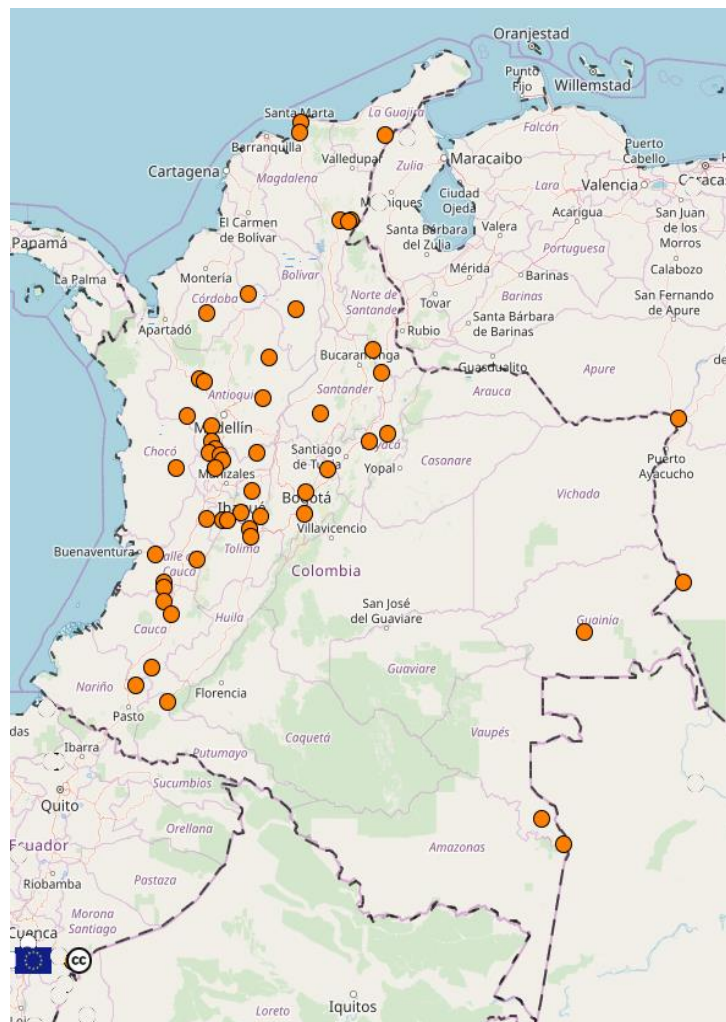 Oranjestad
Punto
Fijo
Willemstad
Santa Marta
La Guajira
Barranquilla
Falcón
Puerto
Cabello
Valledupar
Zulia
Maracaibo
Cartagena
Magdalena
Ciudad
Ojeda
Lara
Valencia
El Carmen
de Bolívar
Santa Bárbara
del Zulia
Valera
Acarigua
San Juan
de los
Morros
Panamá
Portuguesa
La Palma
Montería
Bolívar
Mérida
Barinas
Calabozo
Córdoba
Norte de
Santander
Tovar
Barinas
San Fernando
de Apure
Apartadó
Rubio
Santa Bárbara
de Barinas
Bucaramanga
Guasdualito
Apure
Antioquia
Santander
Arauca
Medellín
Chocó
Santiago
de Tunja
Yopal
Casanare
Puerto
Ayacucho
Manizales
Bogotá
Vichada
Ibagué
Villavicencio
Buenaventura
Valle del
Cauca
Tolima
Colombia
Cauca
Huila
San José
del Guaviare
Guainía
Nariño
Florencia
Guaviare
Pasto
Caquetá
Vaupés
Ibarra
Putumayo
Quito
Sucumbíos
Orellana
Ecuador
Amazonas
Riobamba
Pastaza
Morona
Santiago
Cuenca
cc
Loreto
Iquitos